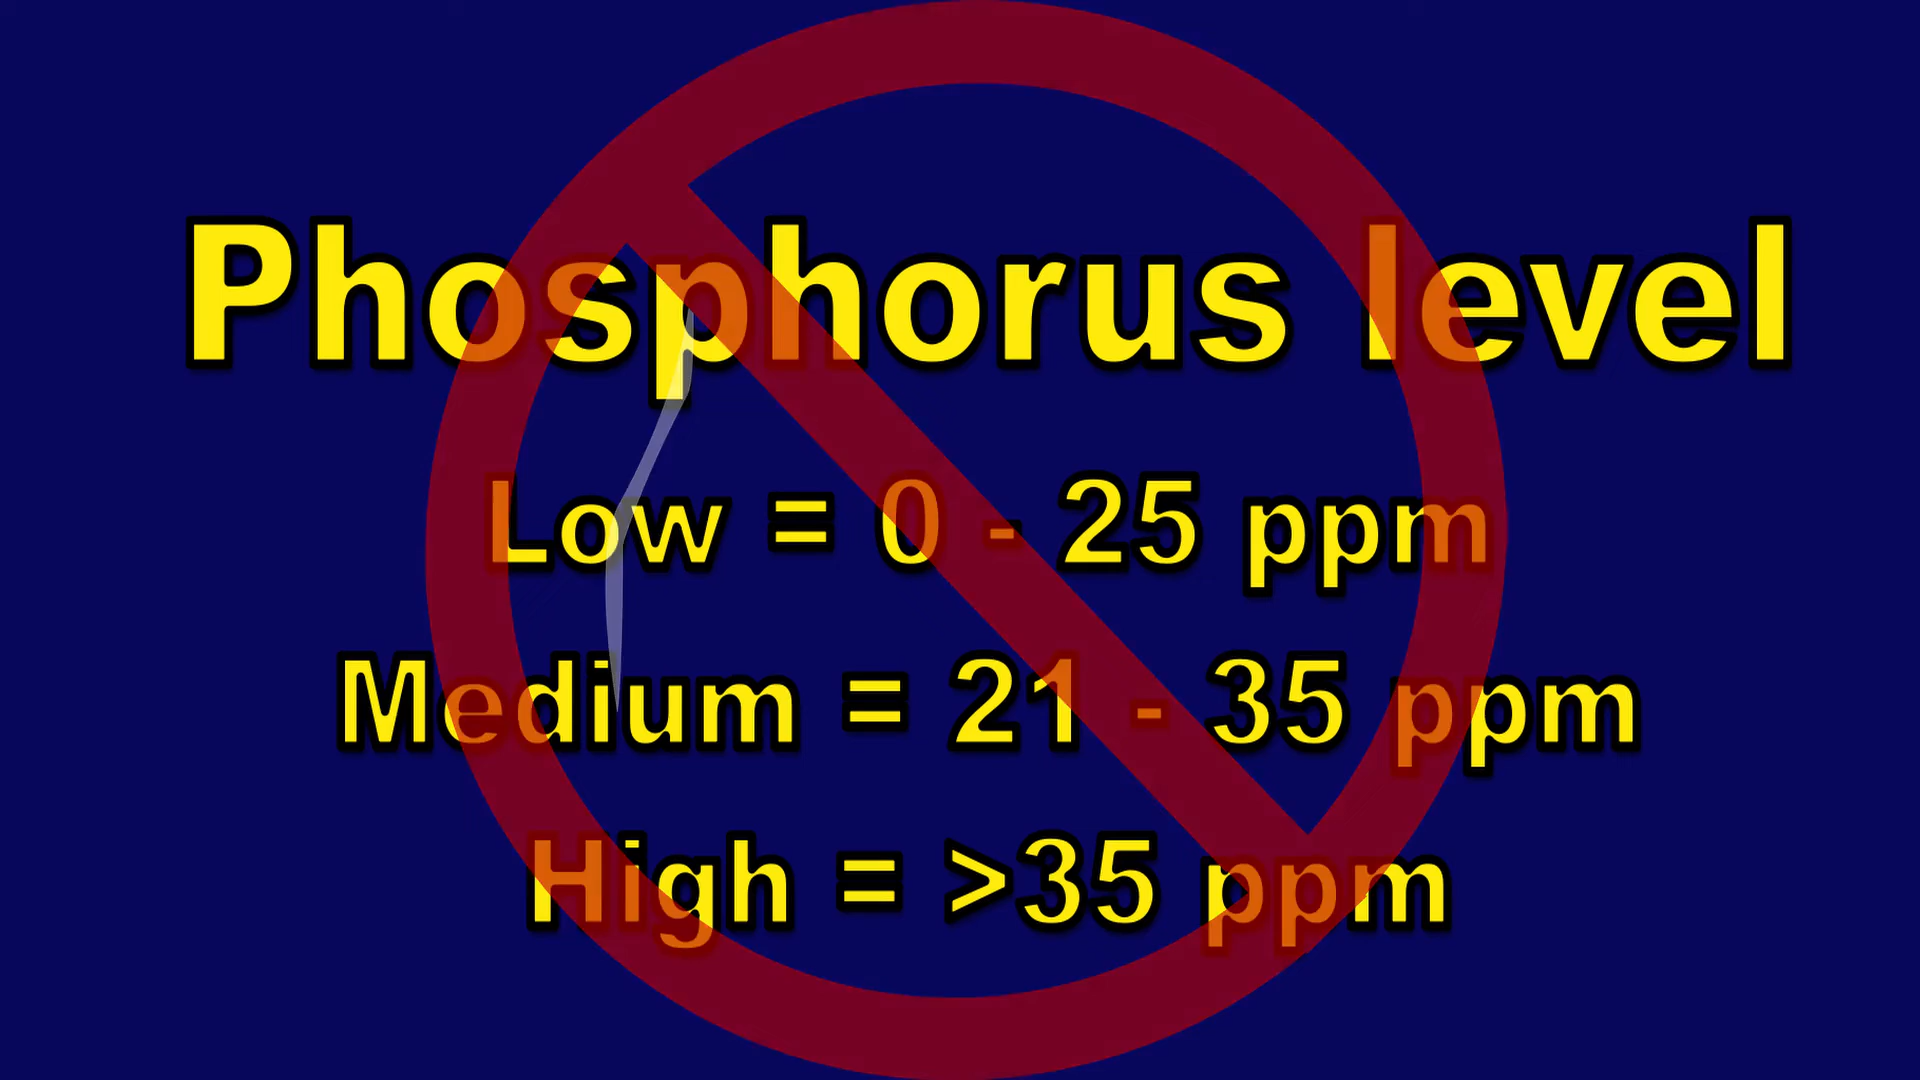 Phosphorus level
Low = 0 - 25 ppm
Medium = 21 - 35 ppm
High = >35 ppm